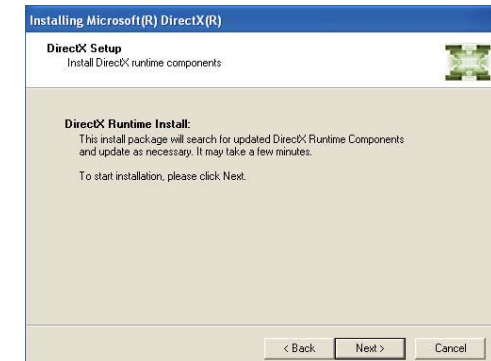 Installing Microsoft(R) DirectX(R)
DirectX Setup
Install DirectX runtime components
DirectX Runtime Install:
This install package will search for updated DirectX Runtime Components
and update as necessary. It may take a few minutes.
To start installation, please click Next.
< Back Next > Cancel